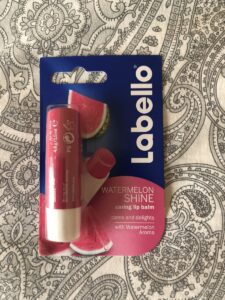 Labello
WATERMELON
SHINE
caring lip balm
cares and delights
with Watermelon
Aroma